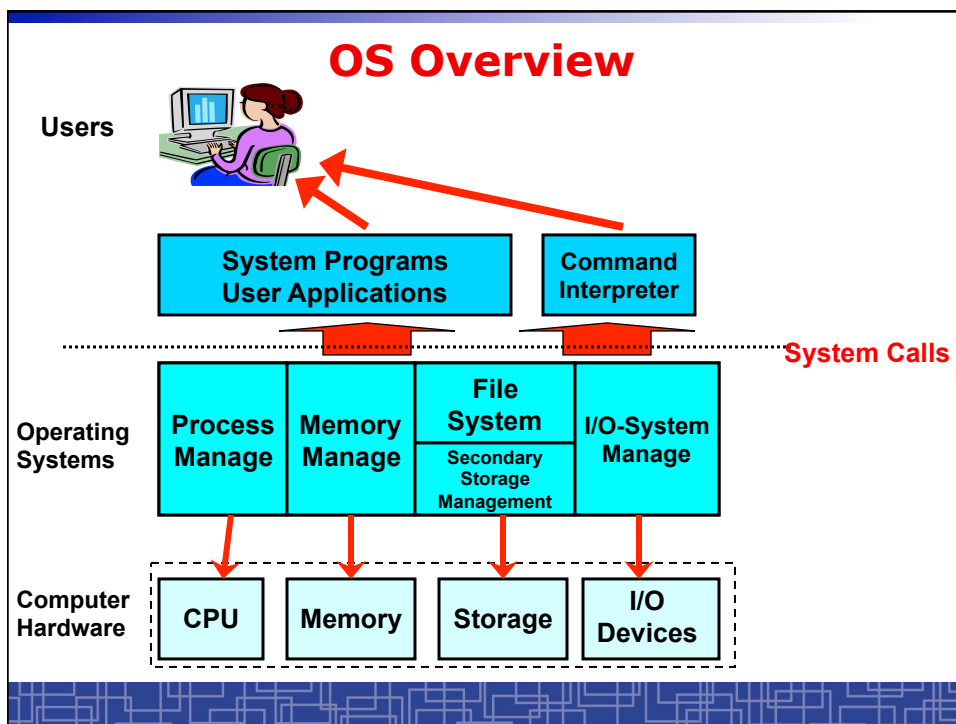 OS Overview
Users
System Programs
User Applications
Command
Interpreter
System Calls
Operating
Systems
Process
Manage
Memory
Manage
File
System
Secondary
Storage
Management
I/O-System
Manage
Computer
Hardware
CPU
Memory
Storage
I/O
Devices